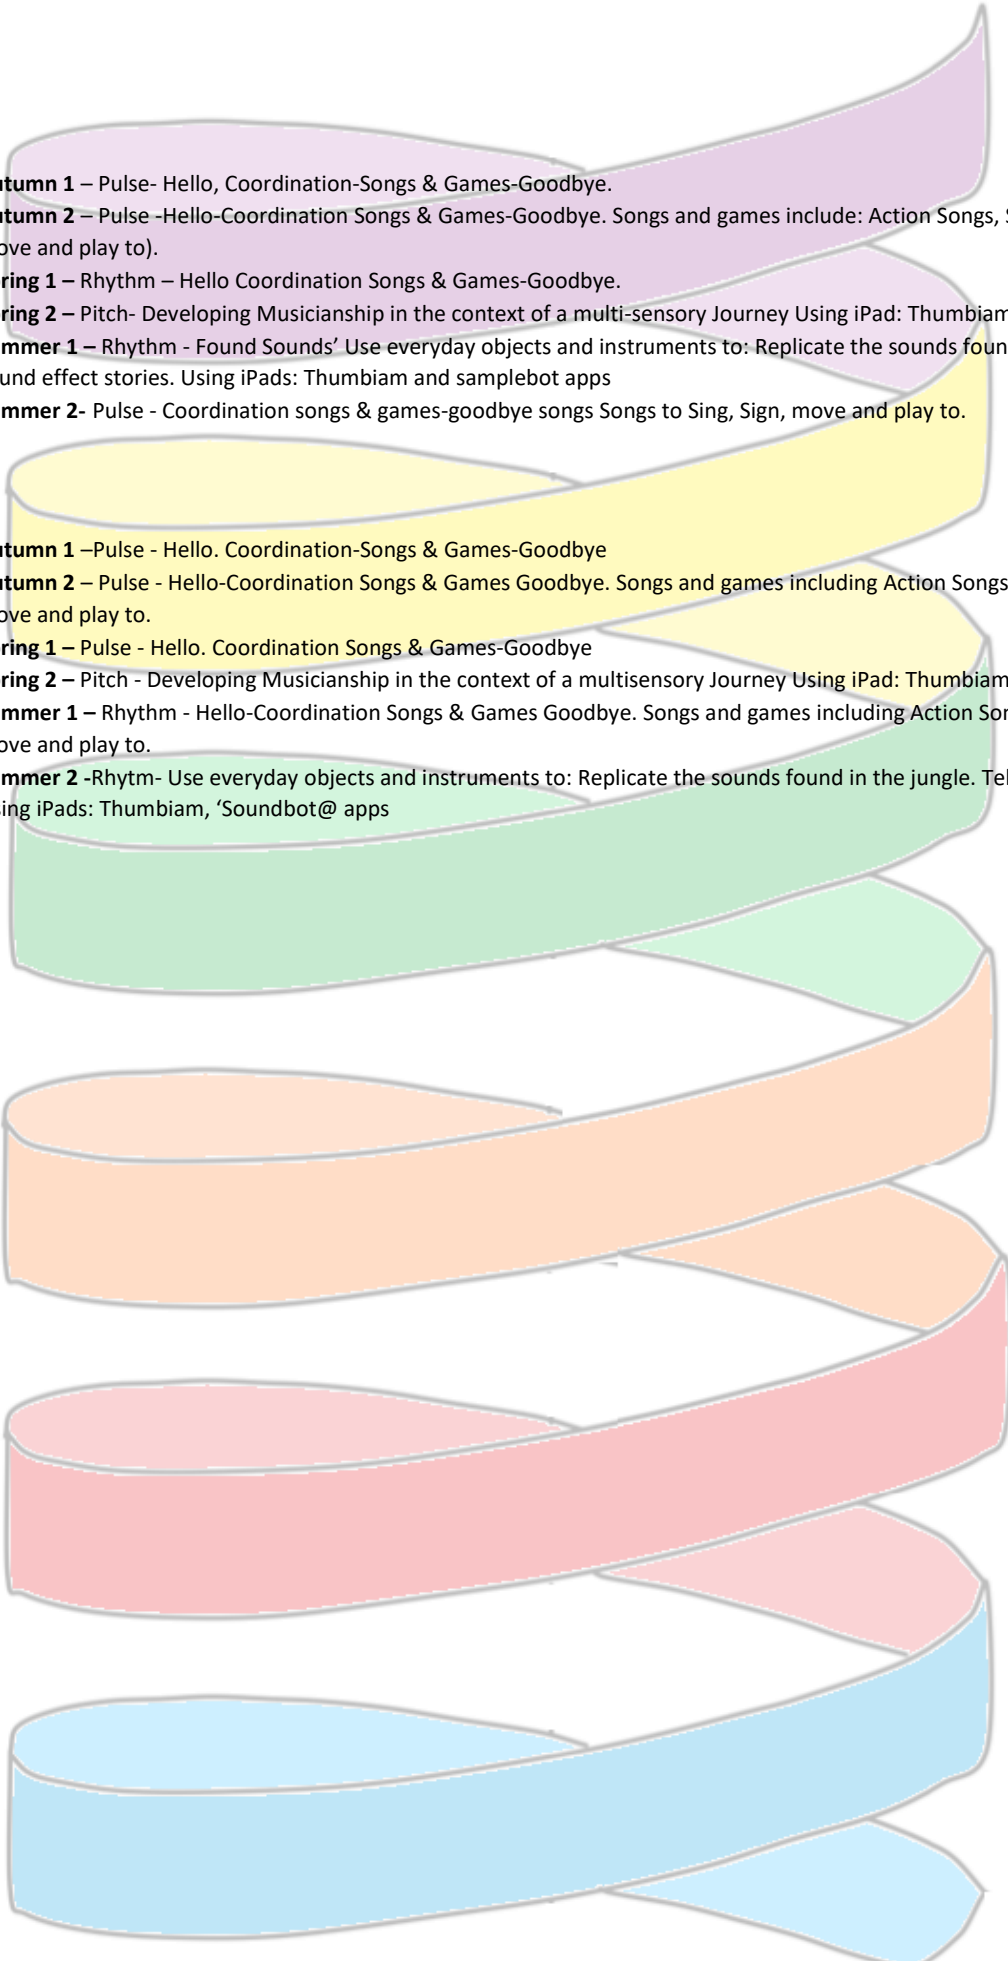 tumn 1 – Pulse- Hello, Coordination-Songs & Games-Goodbye.
tumn 2 – Pulse -Hello-Coordination Songs & Games-Goodbye. Songs and games include: Action Songs,
ove and play to).
ring 1 – Rhythm – Hello Coordination Songs & Games-Goodbye.
ring 2 – Pitch- Developing Musicianship in the context of a multi-sensory Journey Using iPad: Thumbiam
mmer 1 – Rhythm - Found Sounds’ Use everyday objects and instruments to: Replicate the sounds foun
und effect stories. Using iPads: Thumbiam and samplebot apps
mmer 2- Pulse - Coordination songs & games-goodbye songs Songs to Sing, Sign, move and play to.
tumn 1 –Pulse - Hello. Coordination-Songs & Games-Goodbye
tumn 2 – Pulse - Hello-Coordination Songs & Games Goodbye. Songs and games including Action Songs
ove and play to.
ring 1 – Pulse - Hello. Coordination Songs & Games-Goodbye
ring 2 – Pitch - Developing Musicianship in the context of a multisensory Journey Using iPad: Thumbiam
mmer 1 – Rhythm - Hello-Coordination Songs & Games Goodbye. Songs and games including Action Son
ove and play to.
mmer 2 -Rhytm- Use everyday objects and instruments to: Replicate the sounds found in the jungle. Tel
ing iPads: Thumbiam, ‘Soundbot@ apps